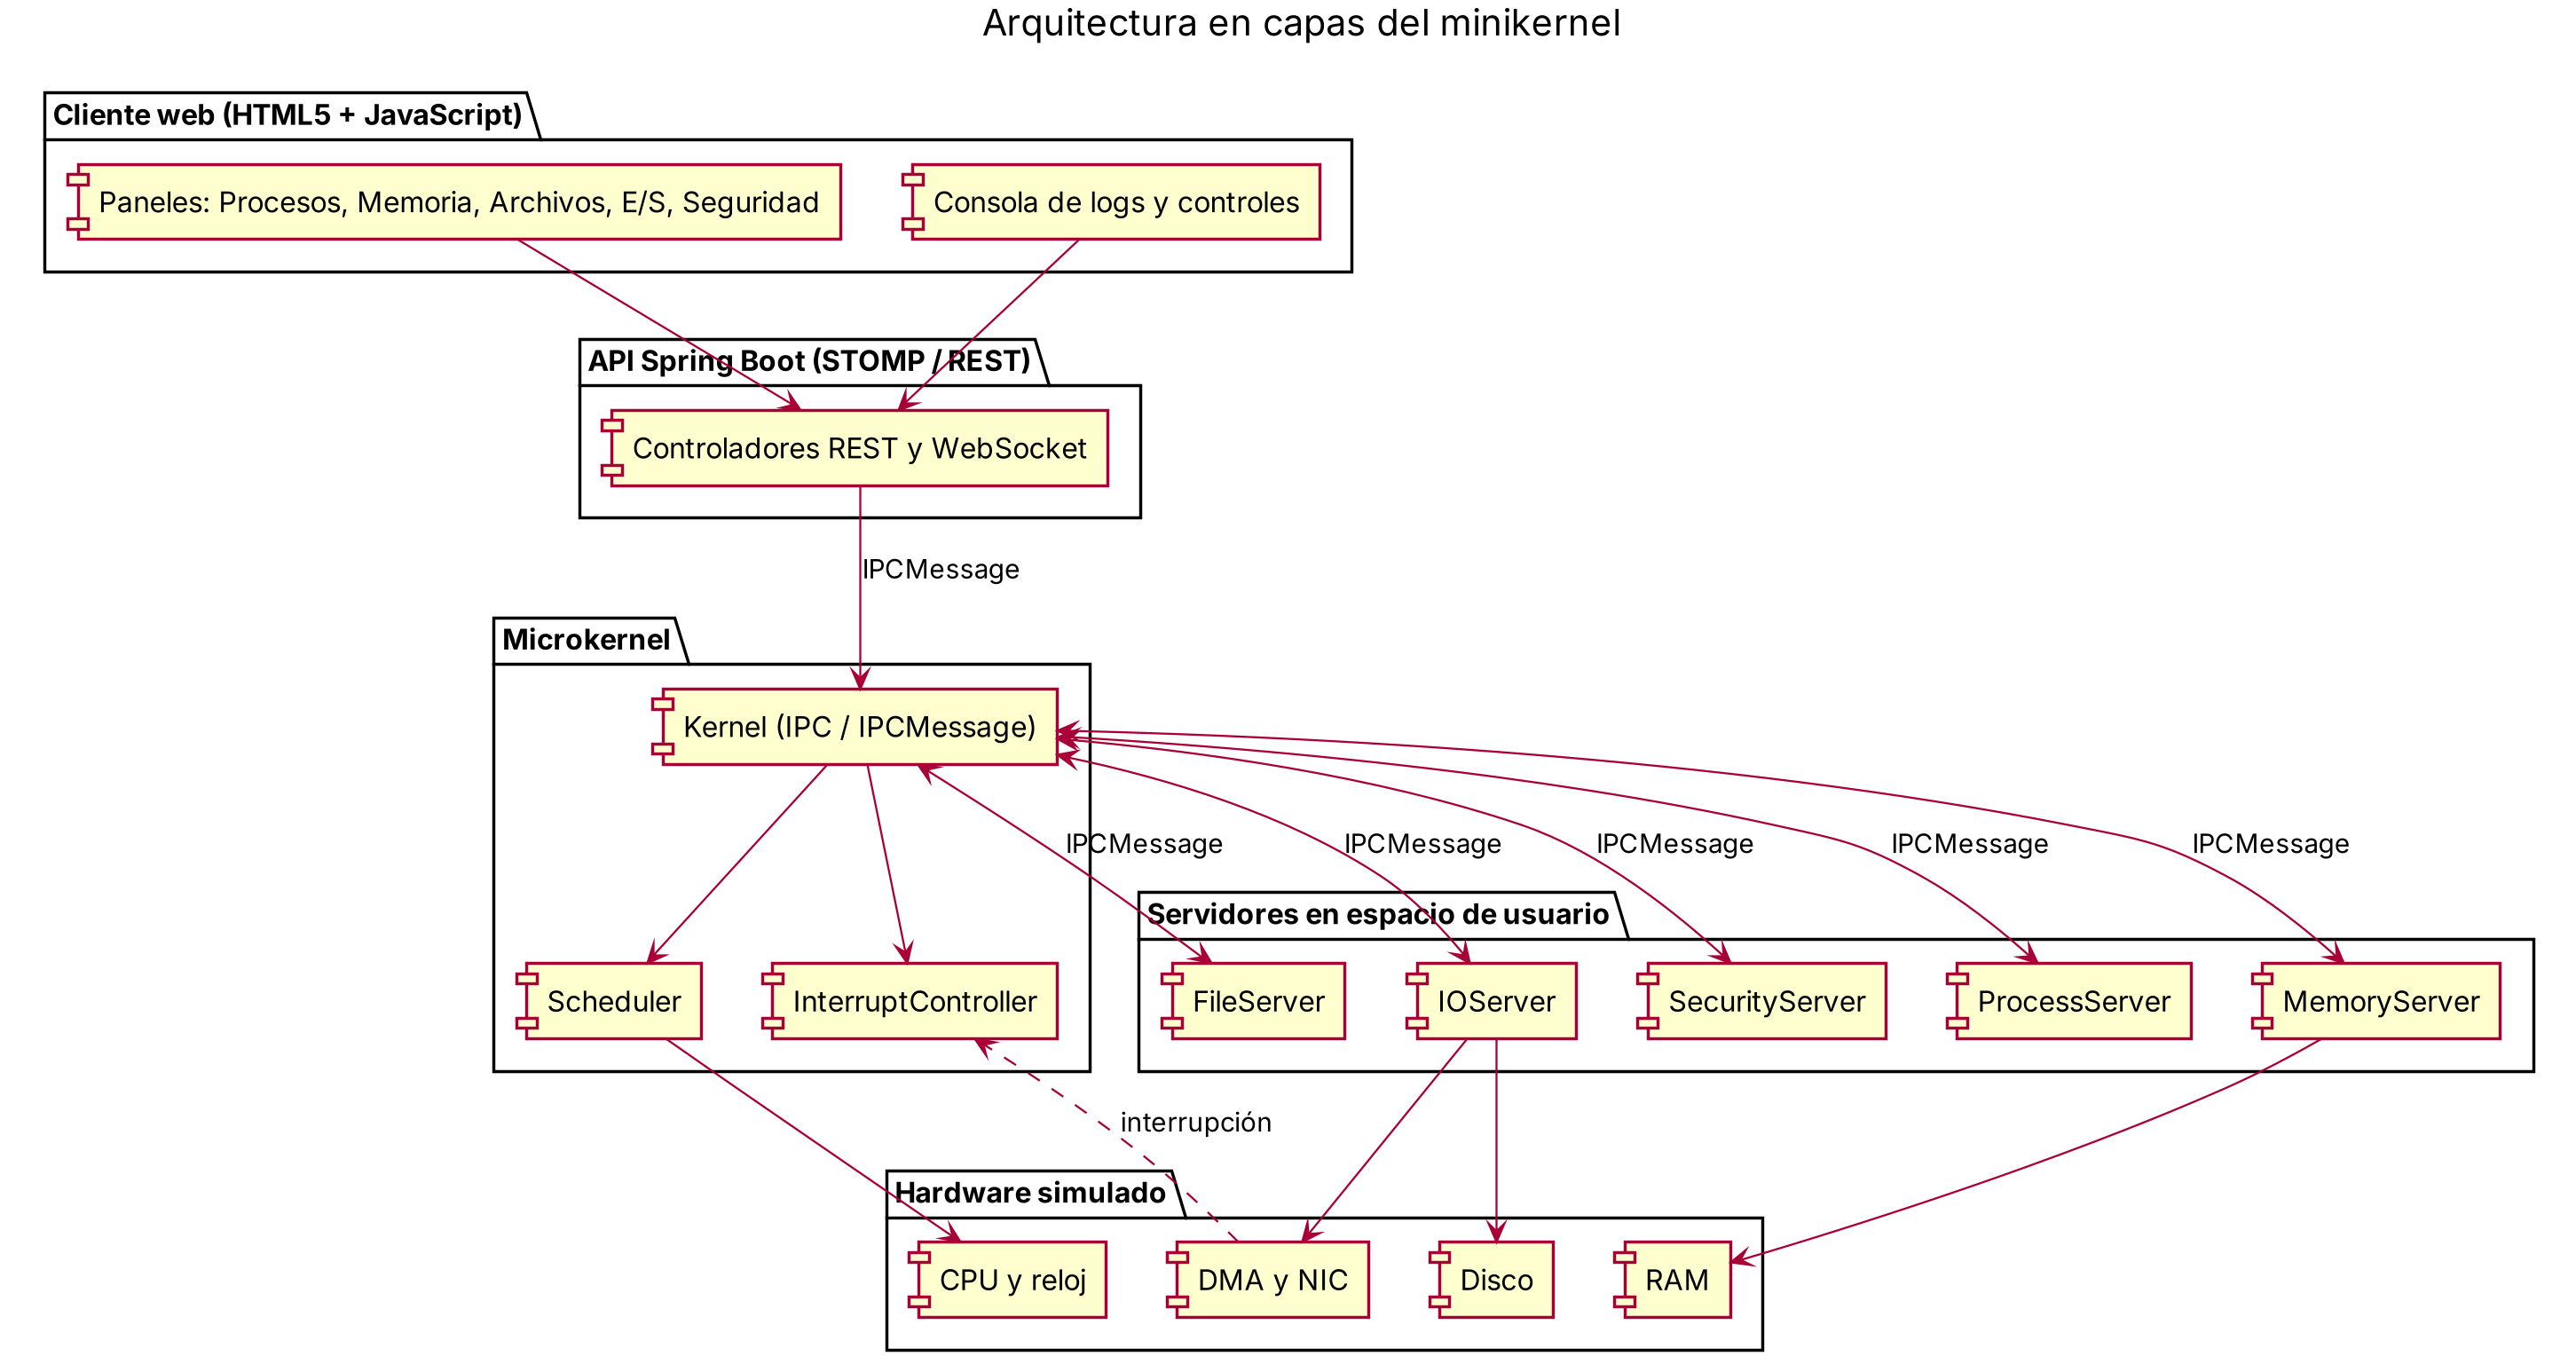 Arquitectura en capas del minikernel
Cliente web (HTML5 + JavaScript)
Paneles: Procesos, Memoria, Archivos, E/S, Seguridad
Consola de logs y controles
API Spring Boot (STOMP / REST)
Controladores REST y WebSocket
IPCMessage
Microkernel
Kernel (IPC / IPCMessage)
IPCMessage
IPCMessage
IPCMessage
IPCMessage
IPCMessage
Servidores en espacio de usuario
Scheduler
InterruptController
FileServer
IOServer
SecurityServer
ProcessServer
MemoryServer
interrupción
Hardware simulado
CPU y reloj
DMA y NIC
Disco
RAM